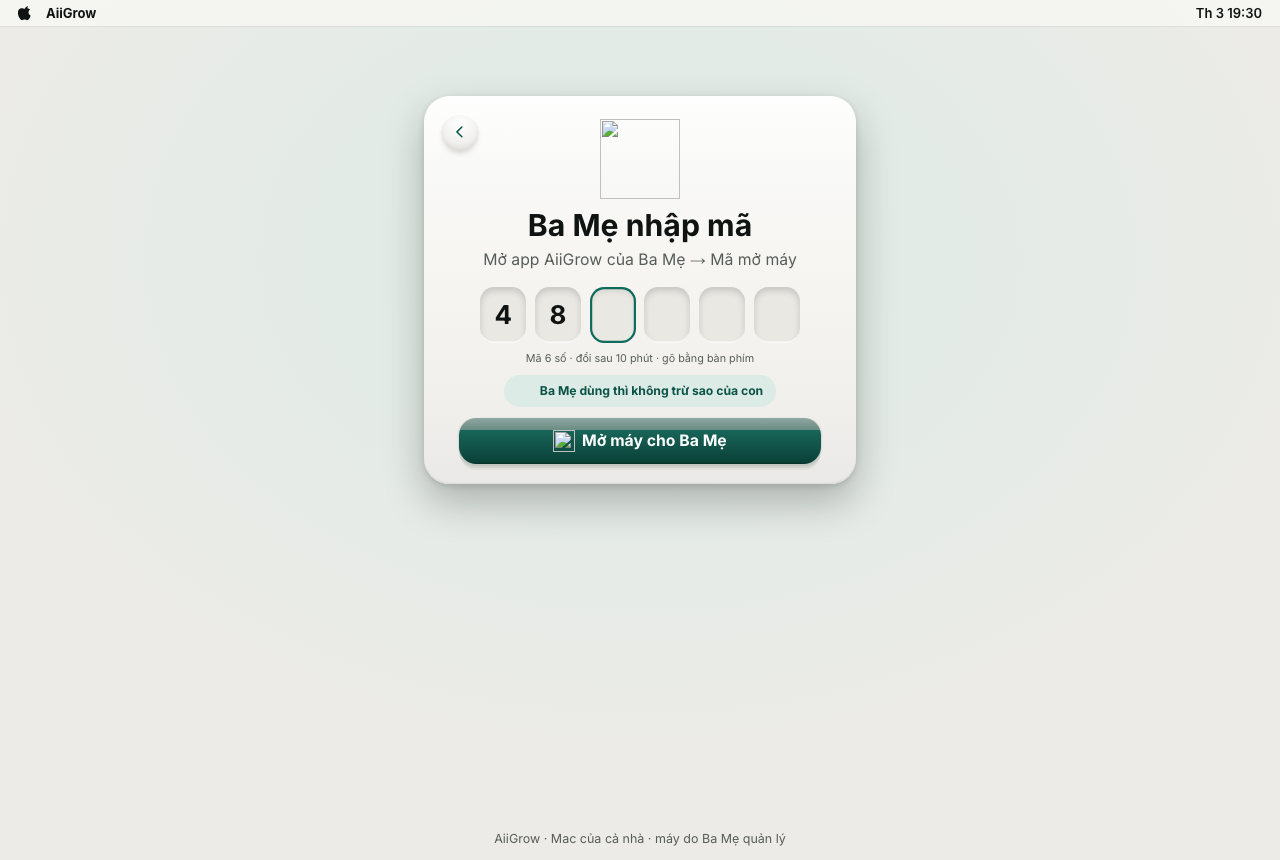 AiiGrow
Th 3 19:30
Ba Mẹ nhập mã
Mở app AiiGrow của Ba Mẹ → Mã mở máy
4 8
Mã 6 số · đổi sau 10 phút · gõ bằng bàn phím
Ba Mẹ dùng thì không trừ sao của con
Mở máy cho Ba Mẹ
AiiGrow · Mac của cả nhà · máy do Ba Mẹ quản lý